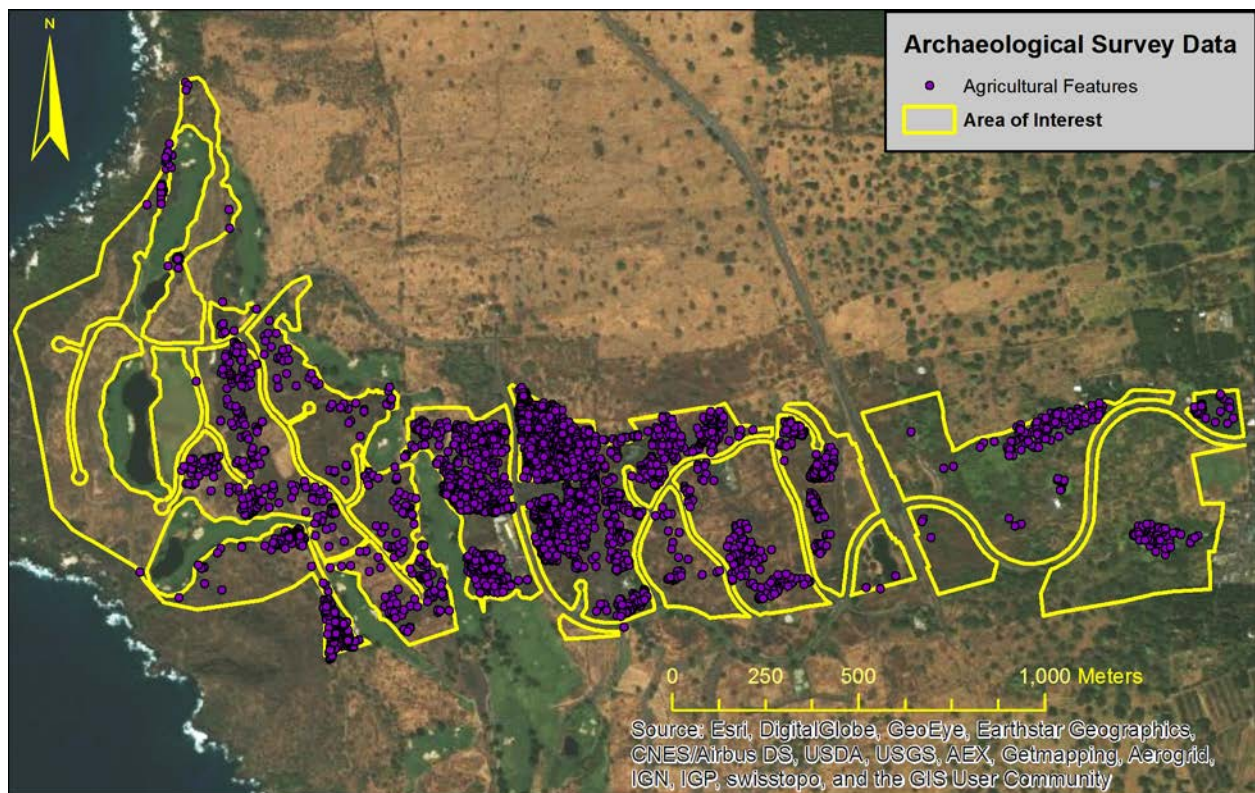 N
Archaeological Survey Data
Agricultural Features
Area of Interest
0 250 500 1,000 Meters
Source: Esri, DigitalGlobe, GeoEye, Earthstar Geographics,
CNES/Airbus DS, USDA, USGS, AEX, Getmapping, Aerogrid,
IGN, IGP, swisstopo, and the GIS User Community